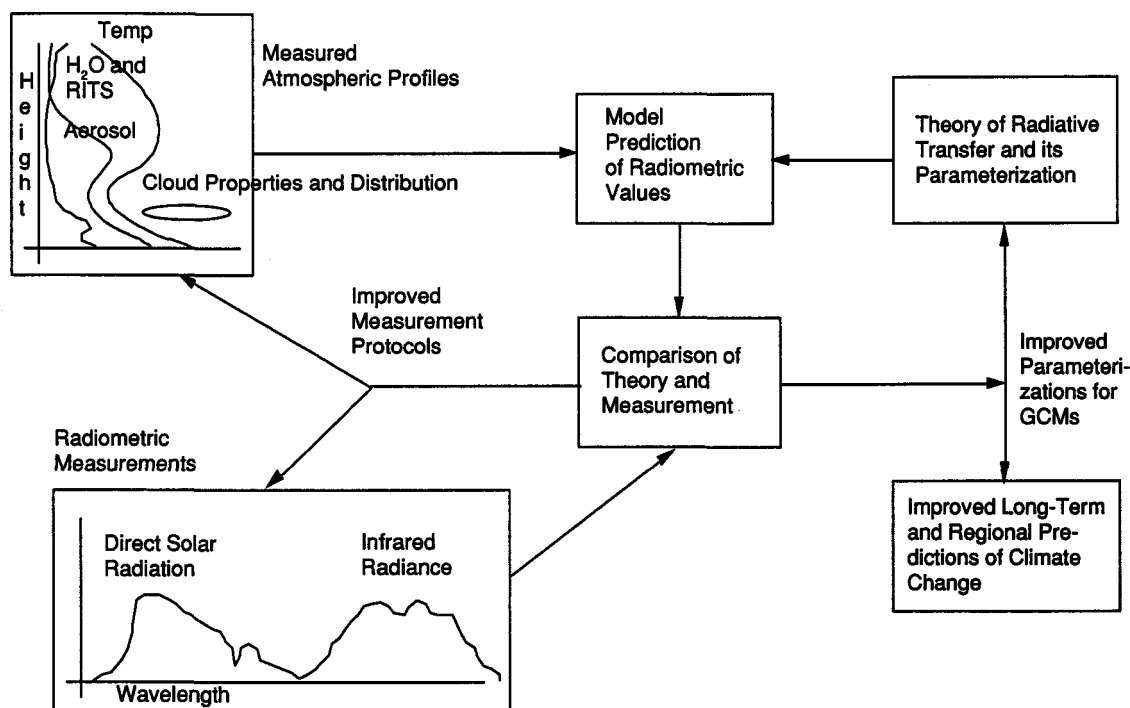 Temp
Height
H2O and
RITS
Aerosol
Cloud Properties and Distribution
Measured
Atmospheric Profiles
Model
Prediction
of Radiometric
Values
Theory of Radiative
Transfer and its
Parameterization
Improved
Measurement
Protocols
Comparison of
Theory and
Measurement
Improved
Parameteri-
zations for
GCMs
Radiometric
Measurements
Direct Solar
Radiation
Infrared
Radiance
Wavelength
Improved Long-Term
and Regional Pre-
dictions of Climate
Change